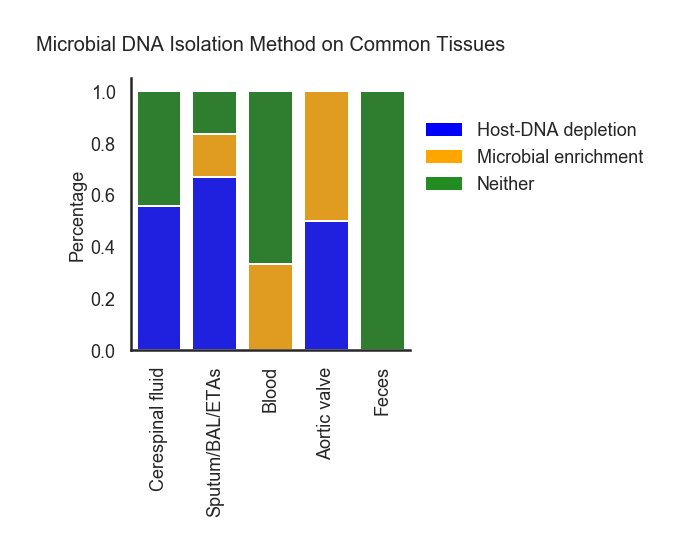 Microbial DNA Isolation Method on Common Tissues
1.0
0.8
0.6
0.4
0.2
0.0
Percentage
Host-DNA depletion
Microbial enrichment
Neither
Cerespinal fluid
Sputum/BAL/ETAs
Blood
Aortic valve
Feces